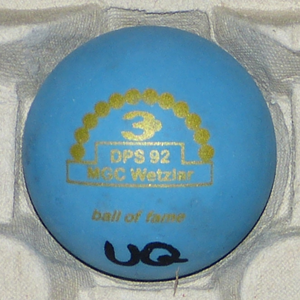 3
DPS 92
MGC Wetzlar
ball of fame
UQ